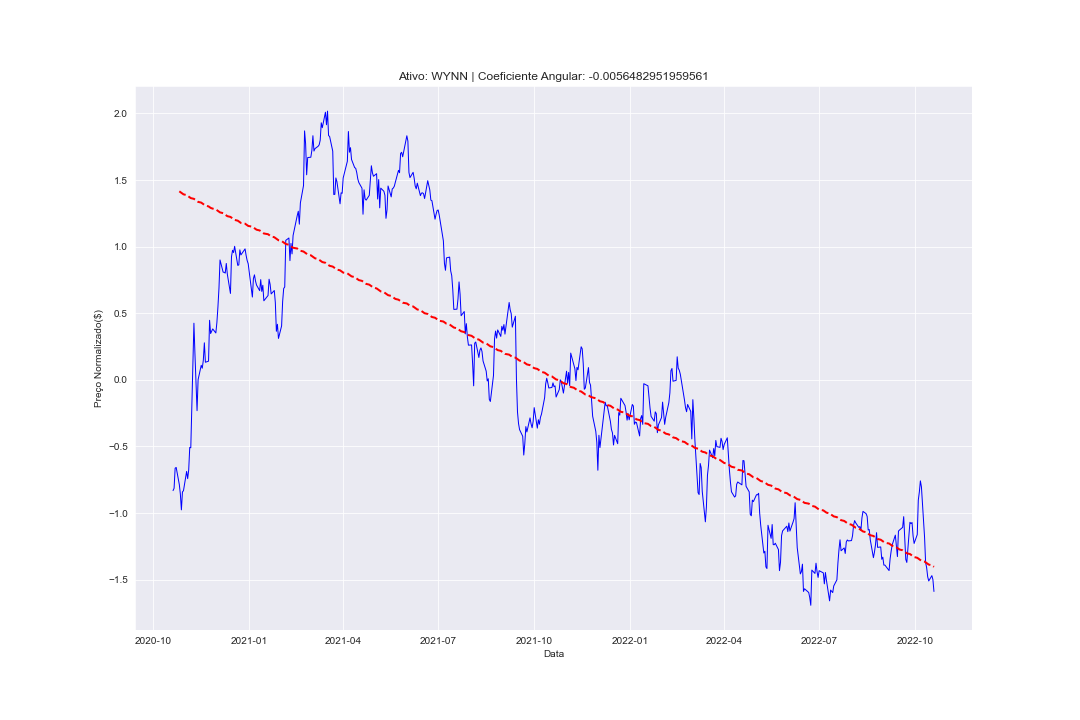 Ativo: WYNN | Coeficiente Angular: -0.0056482951959561
2.0
1.5
1.0
0.5
0.0
−0.5
−1.0
−1.5
Preço Normalizado($)
2020-10 2021-01 2021-04 2021-07 2021-10 2022-01 2022-04 2022-07 2022-10
Data